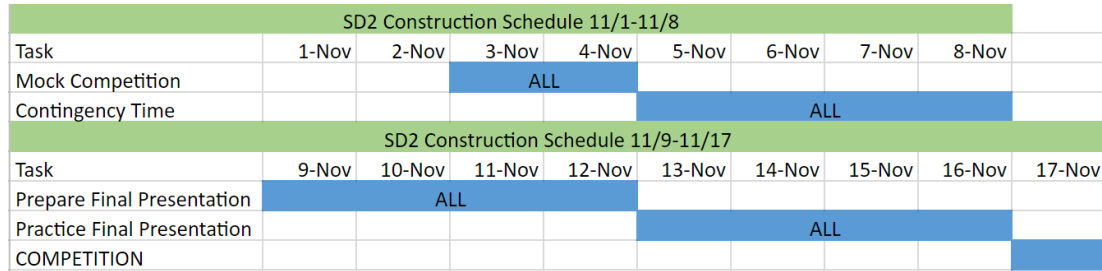 SD2 Construction Schedule 11/1-11/8
Task 1-Nov 2-Nov 3-Nov 4-Nov 5-Nov 6-Nov 7-Nov 8-Nov
Mock Competition ALL
Contingency Time ALL
SD2 Construction Schedule 11/9-11/17
Task 9-Nov 10-Nov 11-Nov 12-Nov 13-Nov 14-Nov 15-Nov 16-Nov 17-Nov
Prepare Final Presentation ALL
Practice Final Presentation ALL
COMPETITION